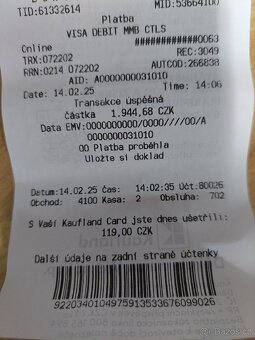 TID:61332614 MID:5366410
Platba
VISA DEBIT MMB CTLS
Online ############0063
TRX:072202 REC:3049
RRN:0214 072202 AUTCOD:266838
AID: A0000000031010
Date: 14.02.25 Time: 14:06
Transakce úspěšná
Částka 1.944,68 CZK
Data EMV:0000000000/0000////00/A
0000000031010
00 Platba proběhla
Uložte si doklad
Datum:14.02.25 Čas: 14:02:35 Účt:80026
Obchod: 4100 Kasa: 2 Obsluha: 702
S Vaší Kaufland Card jste dnes ušetřili:
119,00 CZK
Další údaje na zadní straně účtenky
9220340104975913533676099026